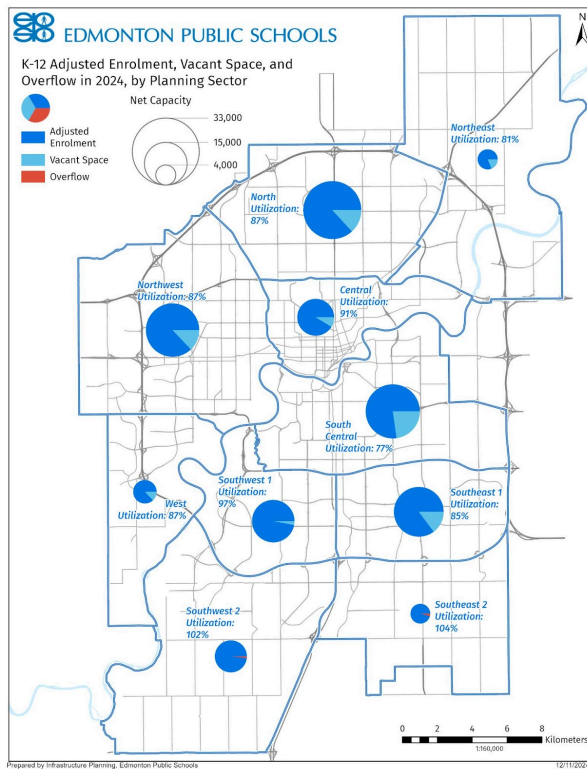 EDMONTON PUBLIC SCHOOLS
N
K-12 Adjusted Enrolment, Vacant Space, and
Overflow in 2024, by Planning Sector
Net Capacity
33,000
15,000
4,000
Adjusted
Enrolment
Vacant Space
Overflow
Northeast
Utilization: 81%
North
Utilization:
87%
Northwest
Utilization: 87%
Central
Utilization:
91%
South
Central
Utilization: 77%
Southwest 1
Utilization:
97%
West
Utilization: 87%
Southeast 1
Utilization:
85%
Southwest 2
Utilization:
102%
Southeast 2
Utilization:
104%
0 2 4 6 8
Kilometers
1:160,000
Prepared by Infrastructure Planning, Edmonton Public Schools